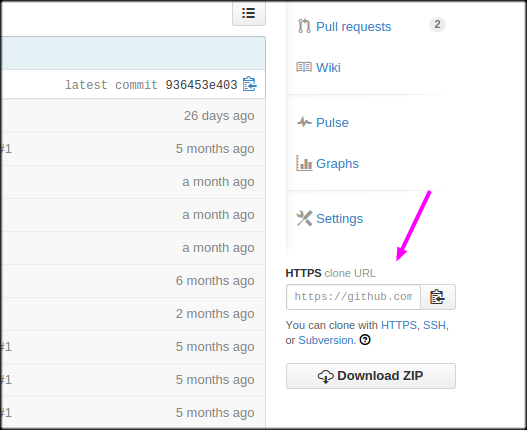 latest commit 936453e403
26 days ago
#1 5 months ago
a month ago
a month ago
a month ago
6 months ago
2 months ago
#1 5 months ago
#1 5 months ago
#1 5 months ago
Pull requests 2
Wiki
Pulse
Graphs
Settings
HTTPS clone URL
https://github.com
You can clone with HTTPS, SSH,
or Subversion.
Download ZIP